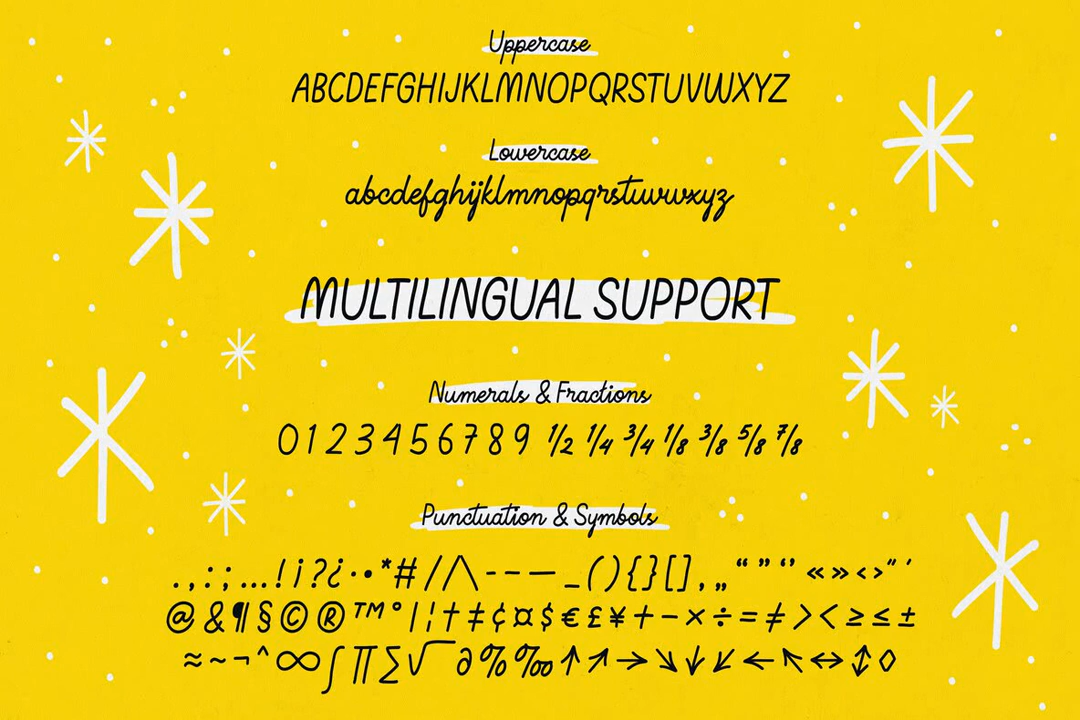 Uppercase
ABCDEFGHIJKLMNOPQRSTUVWXYZ
Lowercase
abcdefghijklmnopqrstuvwxyz
MULTILINGUAL SUPPORT
Numerals & Fractions
0 1 2 3 4 5 6 7 8 9 ½ ¼ ¾ ⅛ ⅜ ⅝ ⅞
Punctuation & Symbols
. , : ; … ! ¡ ? ¿ · • * # / / \ - – — _ ( ) { } [ ] ‚ „ “ ” ‘ ’ « » ‹ › " '
@ & ¶ § © ® ™ ° | ¦ † ‡ ¢ ¤ $ € £ ¥ + − × ÷ = ≠ > < ≥ ≤ ±
≈ ~ ¬ ^ ∞ ∫ ∏ ∑ √ ∂ % ‰ ↑ ↗ → ↘ ↓ ↙ ← ↖ ↔ ↕ ◊